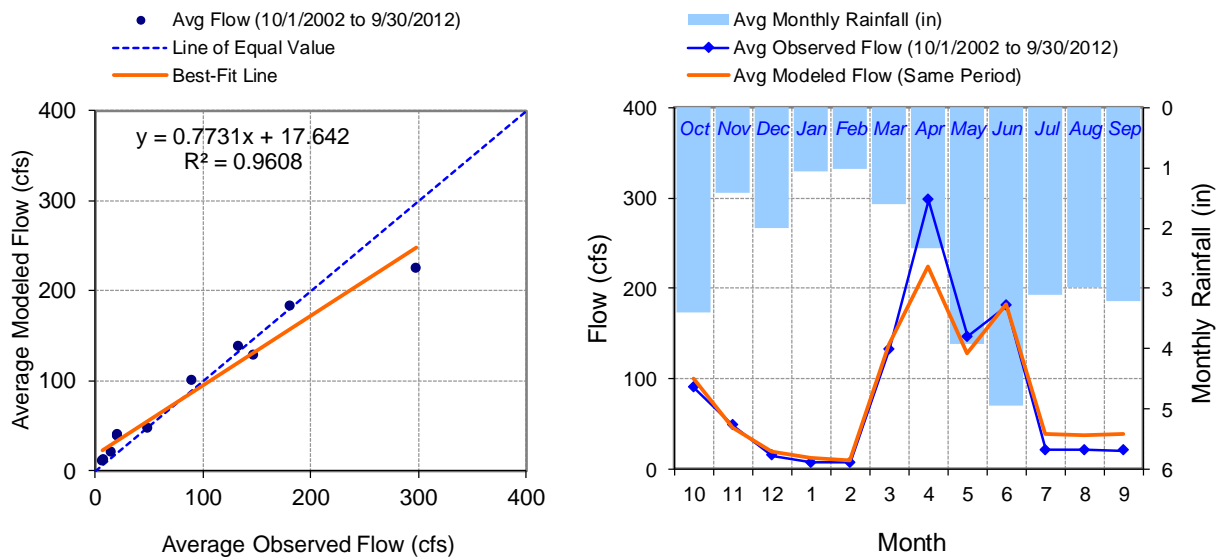 Avg Flow (10/1/2002 to 9/30/2012)
Line of Equal Value
Best-Fit Line
y = 0.7731x + 17.642
R² = 0.9608
Average Modeled Flow (cfs)
400
300
200
100
0
0 100 200 300 400
Average Observed Flow (cfs)
Avg Monthly Rainfall (in)
Avg Observed Flow (10/1/2002 to 9/30/2012)
Avg Modeled Flow (Same Period)
Flow (cfs)
400
300
200
100
0
Oct Nov Dec Jan Feb Mar Apr May Jun Jul Aug Sep
0
1
2
3
4
5
6
Monthly Rainfall (in)
10 11 12 1 2 3 4 5 6 7 8 9
Month